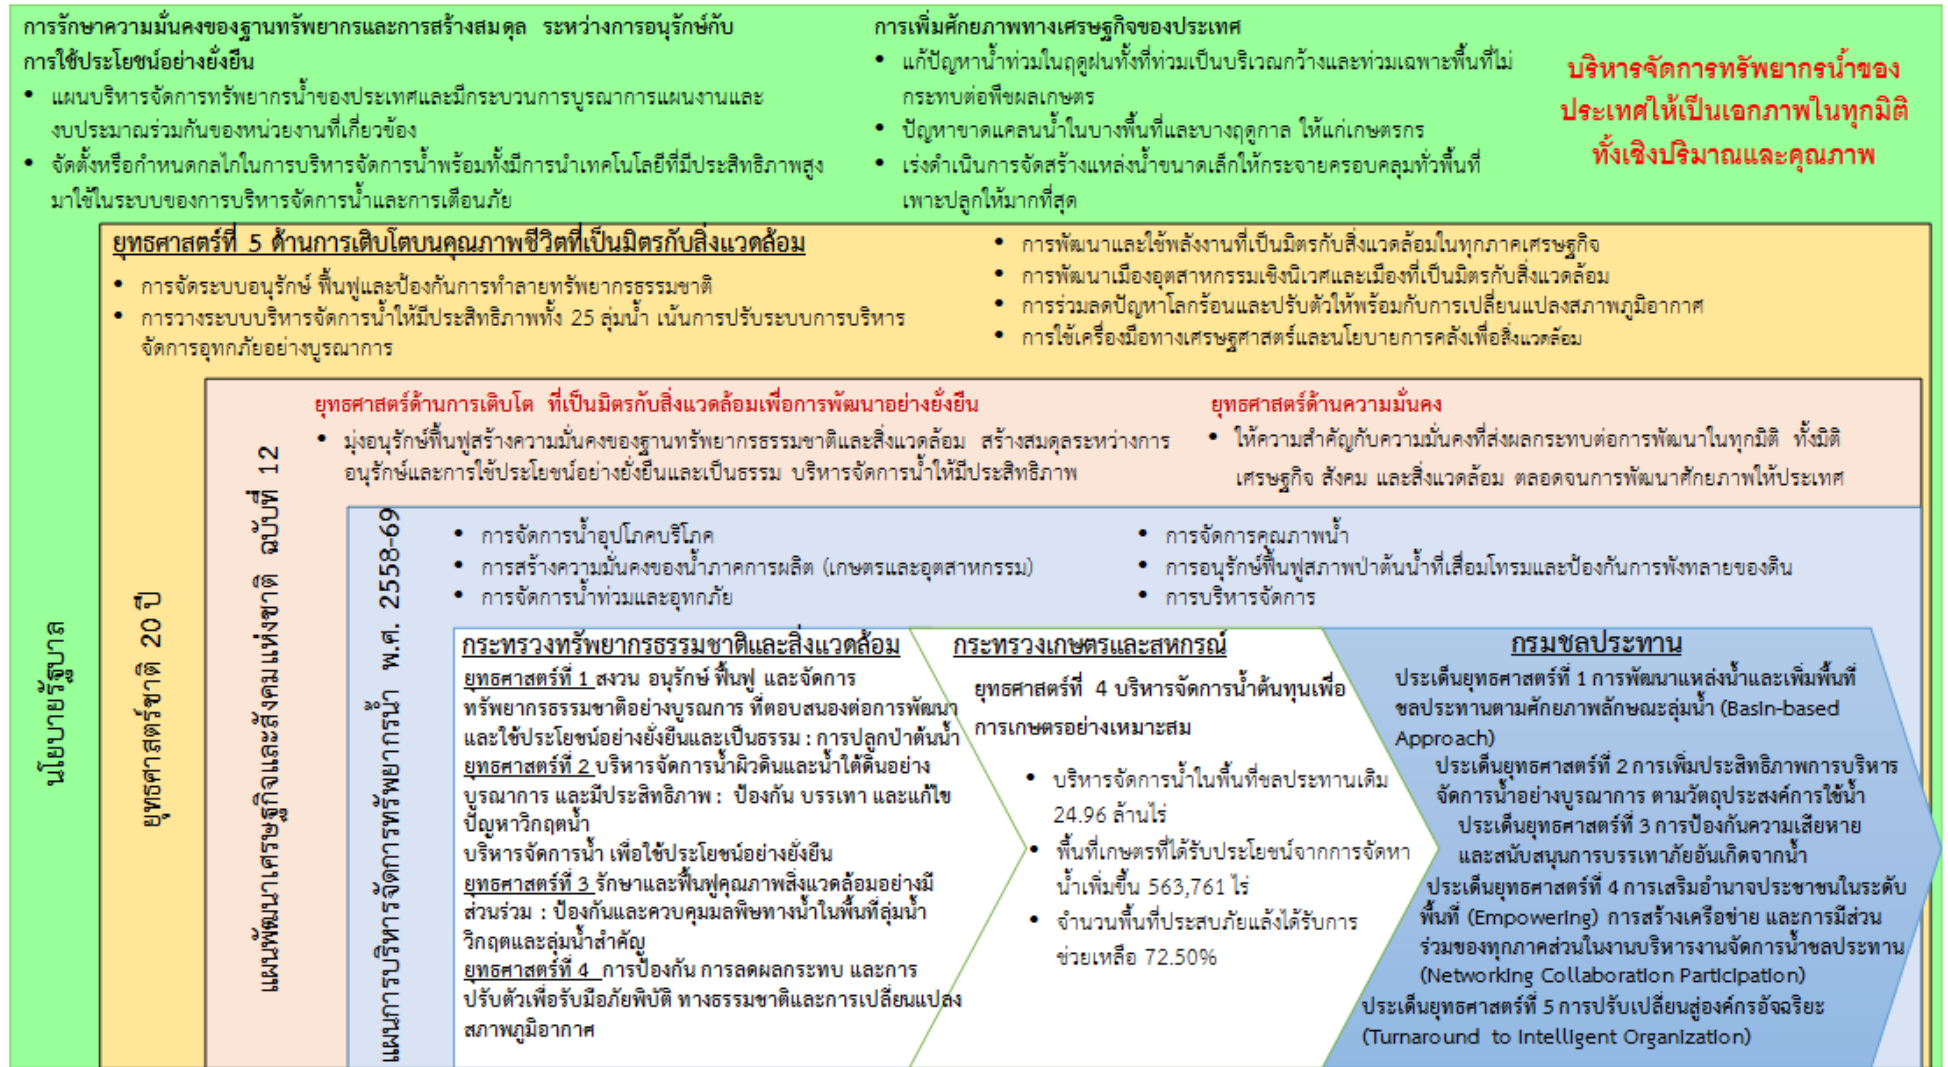 การรักษาความมั่นคงของฐานทรัพยากรและการสร้างสมดุล ระหว่างการอนุรักษ์กับ
การใช้ประโยชน์อย่างยั่งยืน
• แผนบริหารจัดการทรัพยากรน้ำของประเทศและมีกระบวนการบูรณาการแผนงานและ
งบประมาณร่วมกันของหน่วยงานที่เกี่ยวข้อง
• จัดตั้งหรือกำหนดกลไกในการบริหารจัดการน้ำพร้อมทั้งมีการนำเทคโนโลยีที่มีประสิทธิภาพสูง
มาใช้ในระบบของการบริหารจัดการน้ำและการเตือนภัย
การเพิ่มศักยภาพทางเศรษฐกิจของประเทศ
• แก้ปัญหาน้ำท่วมในฤดูฝนทั้งที่ท่วมเป็นบริเวณกว้างและท่วมเฉพาะพื้นที่ไม่
กระทบต่อพืชผลเกษตร
• ปัญหาขาดแคลนน้ำในบางพื้นที่และบางฤดูกาล ให้แก่เกษตรกร
• เร่งดำเนินการจัดสร้างแหล่งน้ำขนาดเล็กให้กระจายครอบคลุมทั่วพื้นที่
เพาะปลูกให้มากที่สุด
บริหารจัดการทรัพยากรน้ำของ
ประเทศให้เป็นเอกภาพในทุกมิติ
ทั้งเชิงปริมาณและคุณภาพ
นโยบายรัฐบาล
ยุทธศาสตร์ที่ 5 ด้านการเติบโตบนคุณภาพชีวิตที่เป็นมิตรกับสิ่งแวดล้อม
• การจัดระบบอนุรักษ์ ฟื้นฟูและป้องกันการทำลายทรัพยากรธรรมชาติ
• การวางระบบบริหารจัดการน้ำให้มีประสิทธิภาพทั้ง 25 ลุ่มน้ำ เน้นการปรับระบบการบริหาร
จัดการอุทกภัยอย่างบูรณาการ
• การพัฒนาและใช้พลังงานที่เป็นมิตรกับสิ่งแวดล้อมในทุกภาคเศรษฐกิจ
• การพัฒนาเมืองอุตสาหกรรมเชิงนิเวศและเมืองที่เป็นมิตรกับสิ่งแวดล้อม
• การร่วมลดปัญหาโลกร้อนและปรับตัวให้พร้อมกับการเปลี่ยนแปลงสภาพภูมิอากาศ
• การใช้เครื่องมือทางเศรษฐศาสตร์และนโยบายการคลังเพื่อสิ่งแวดล้อม
ยุทธศาสตร์ชาติ 20 ปี
ยุทธศาสตร์ด้านการเติบโต ที่เป็นมิตรกับสิ่งแวดล้อมเพื่อการพัฒนาอย่างยั่งยืน
• มุ่งอนุรักษ์ฟื้นฟูสร้างความมั่นคงของฐานทรัพยากรธรรมชาติและสิ่งแวดล้อม สร้างสมดุลระหว่างการ
อนุรักษ์และการใช้ประโยชน์อย่างยั่งยืนและเป็นธรรม บริหารจัดการน้ำให้มีประสิทธิภาพ
ยุทธศาสตร์ด้านความมั่นคง
• ให้ความสำคัญกับความมั่นคงที่ส่งผลกระทบต่อการพัฒนาในทุกมิติ ทั้งมิติ
เศรษฐกิจ สังคม และสิ่งแวดล้อม ตลอดจนการพัฒนาศักยภาพให้ประเทศ
แผนพัฒนาเศรษฐกิจและสังคมแห่งชาติ ฉบับที่ 12
• การจัดการน้ำอุปโภคบริโภค
• การสร้างความมั่นคงของน้ำภาคการผลิต (เกษตรและอุตสาหกรรม)
• การจัดการน้ำท่วมและอุทกภัย
• การจัดการคุณภาพน้ำ
• การอนุรักษ์ฟื้นฟูสภาพป่าต้นน้ำที่เสื่อมโทรมและป้องกันการพังทลายของดิน
• การบริหารจัดการ
แผนการบริหารจัดการทรัพยากรน้ำ พ.ศ. 2558-69
กระทรวงทรัพยากรธรรมชาติและสิ่งแวดล้อม
ยุทธศาสตร์ที่ 1 สงวน อนุรักษ์ ฟื้นฟู และจัดการ
ทรัพยากรธรรมชาติอย่างบูรณการ ที่ตอบสนองต่อการพัฒนา
และใช้ประโยชน์อย่างยั่งยืนและเป็นธรรม : การปลูกป่าต้นน้ำ
ยุทธศาสตร์ที่ 2 บริหารจัดการน้ำผิวดินและน้ำใต้ดินอย่าง
บูรณาการ และมีประสิทธิภาพ : ป้องกัน บรรเทา และแก้ไข
ปัญหาวิกฤตน้ำ
บริหารจัดการน้ำ เพื่อใช้ประโยชน์อย่างยั่งยืน
ยุทธศาสตร์ที่ 3 รักษาและฟื้นฟูคุณภาพสิ่งแวดล้อมอย่างมี
ส่วนร่วม : ป้องกันและควบคุมมลพิษทางน้ำในพื้นที่ลุ่มน้ำ
วิกฤตและลุ่มน้ำสำคัญ
ยุทธศาสตร์ที่ 4 การป้องกัน การลดผลกระทบ และการ
ปรับตัวเพื่อรับมือภัยพิบัติ ทางธรรมชาติและการเปลี่ยนแปลง
สภาพภูมิอากาศ
กระทรวงเกษตรและสหกรณ์
ยุทธศาสตร์ที่ 4 บริหารจัดการน้ำต้นทุนเพื่อ
การเกษตรอย่างเหมาะสม
• บริหารจัดการน้ำในพื้นที่ชลประทานเดิม
24.96 ล้านไร่
• พื้นที่เกษตรที่ได้รับประโยชน์จากการจัดหา
น้ำเพิ่มขึ้น 563,761 ไร่
• จำนวนพื้นที่ประสบภัยแล้งได้รับการ
ช่วยเหลือ 72.50%
กรมชลประทาน
ประเด็นยุทธศาสตร์ที่ 1 การพัฒนาแหล่งน้ำและเพิ่มพื้นที่
ชลประทานตามศักยภาพลักษณะลุ่มน้ำ (Basin-based
Approach)
ประเด็นยุทธศาสตร์ที่ 2 การเพิ่มประสิทธิภาพการบริหาร
จัดการน้ำอย่างบูรณาการ ตามวัตถุประสงค์การใช้น้ำ
ประเด็นยุทธศาสตร์ที่ 3 การป้องกันความเสียหาย
และสนับสนุนการบรรเทาภัยอันเกิดจากน้ำ
ประเด็นยุทธศาสตร์ที่ 4 การเสริมอำนาจประชาชนในระดับ
พื้นที่ (Empowering) การสร้างเครือข่าย และการมีส่วน
ร่วมของทุกภาคส่วนในงานบริหารงานจัดการน้ำชลประทาน
(Networking Collaboration Participation)
ประเด็นยุทธศาสตร์ที่ 5 การปรับเปลี่ยนสู่องค์กรอัจฉริยะ
(Turnaround to Intelligent Organization)